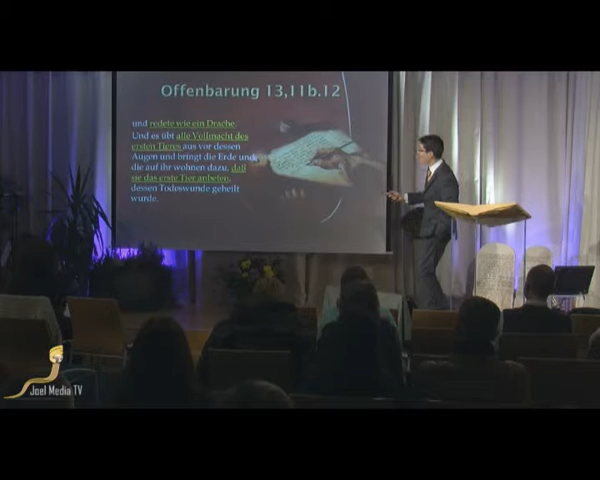 Offenbarung 13,11b.12
und redete wie ein Drache.
Und es übt alle Vollmacht des
ersten Tieres aus vor dessen
Augen und bringt die Erde und
die auf ihr wohnen dazu, daß
sie das erste Tier anbeten,
dessen Todeswunde geheilt
wurde.
Joel Media TV